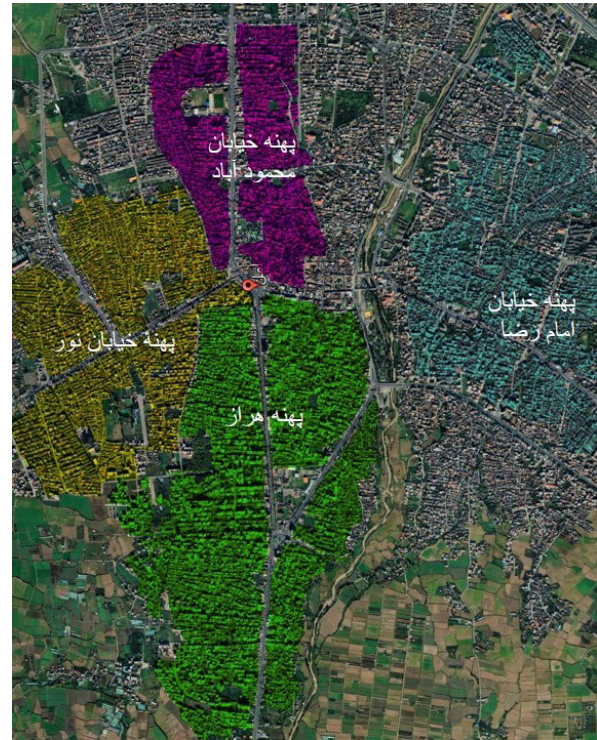 پهنه خیابان
محمود آباد
پهنه خیابان
امام رضا
پهنه خیابان نور
پهنه هراز